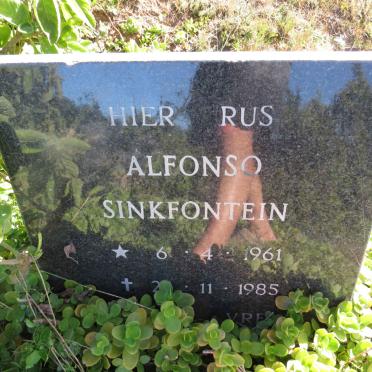 HIER RUS
ALFONSO
SINKFONTEIN
★ 6 · 4 · 1961
✝ 2 · 11 · 1985